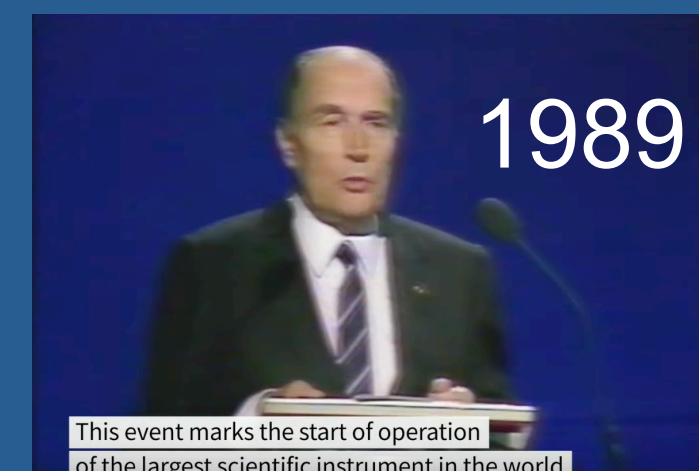 1989
This event marks the start of operation
of the largest scientific instrument in the world